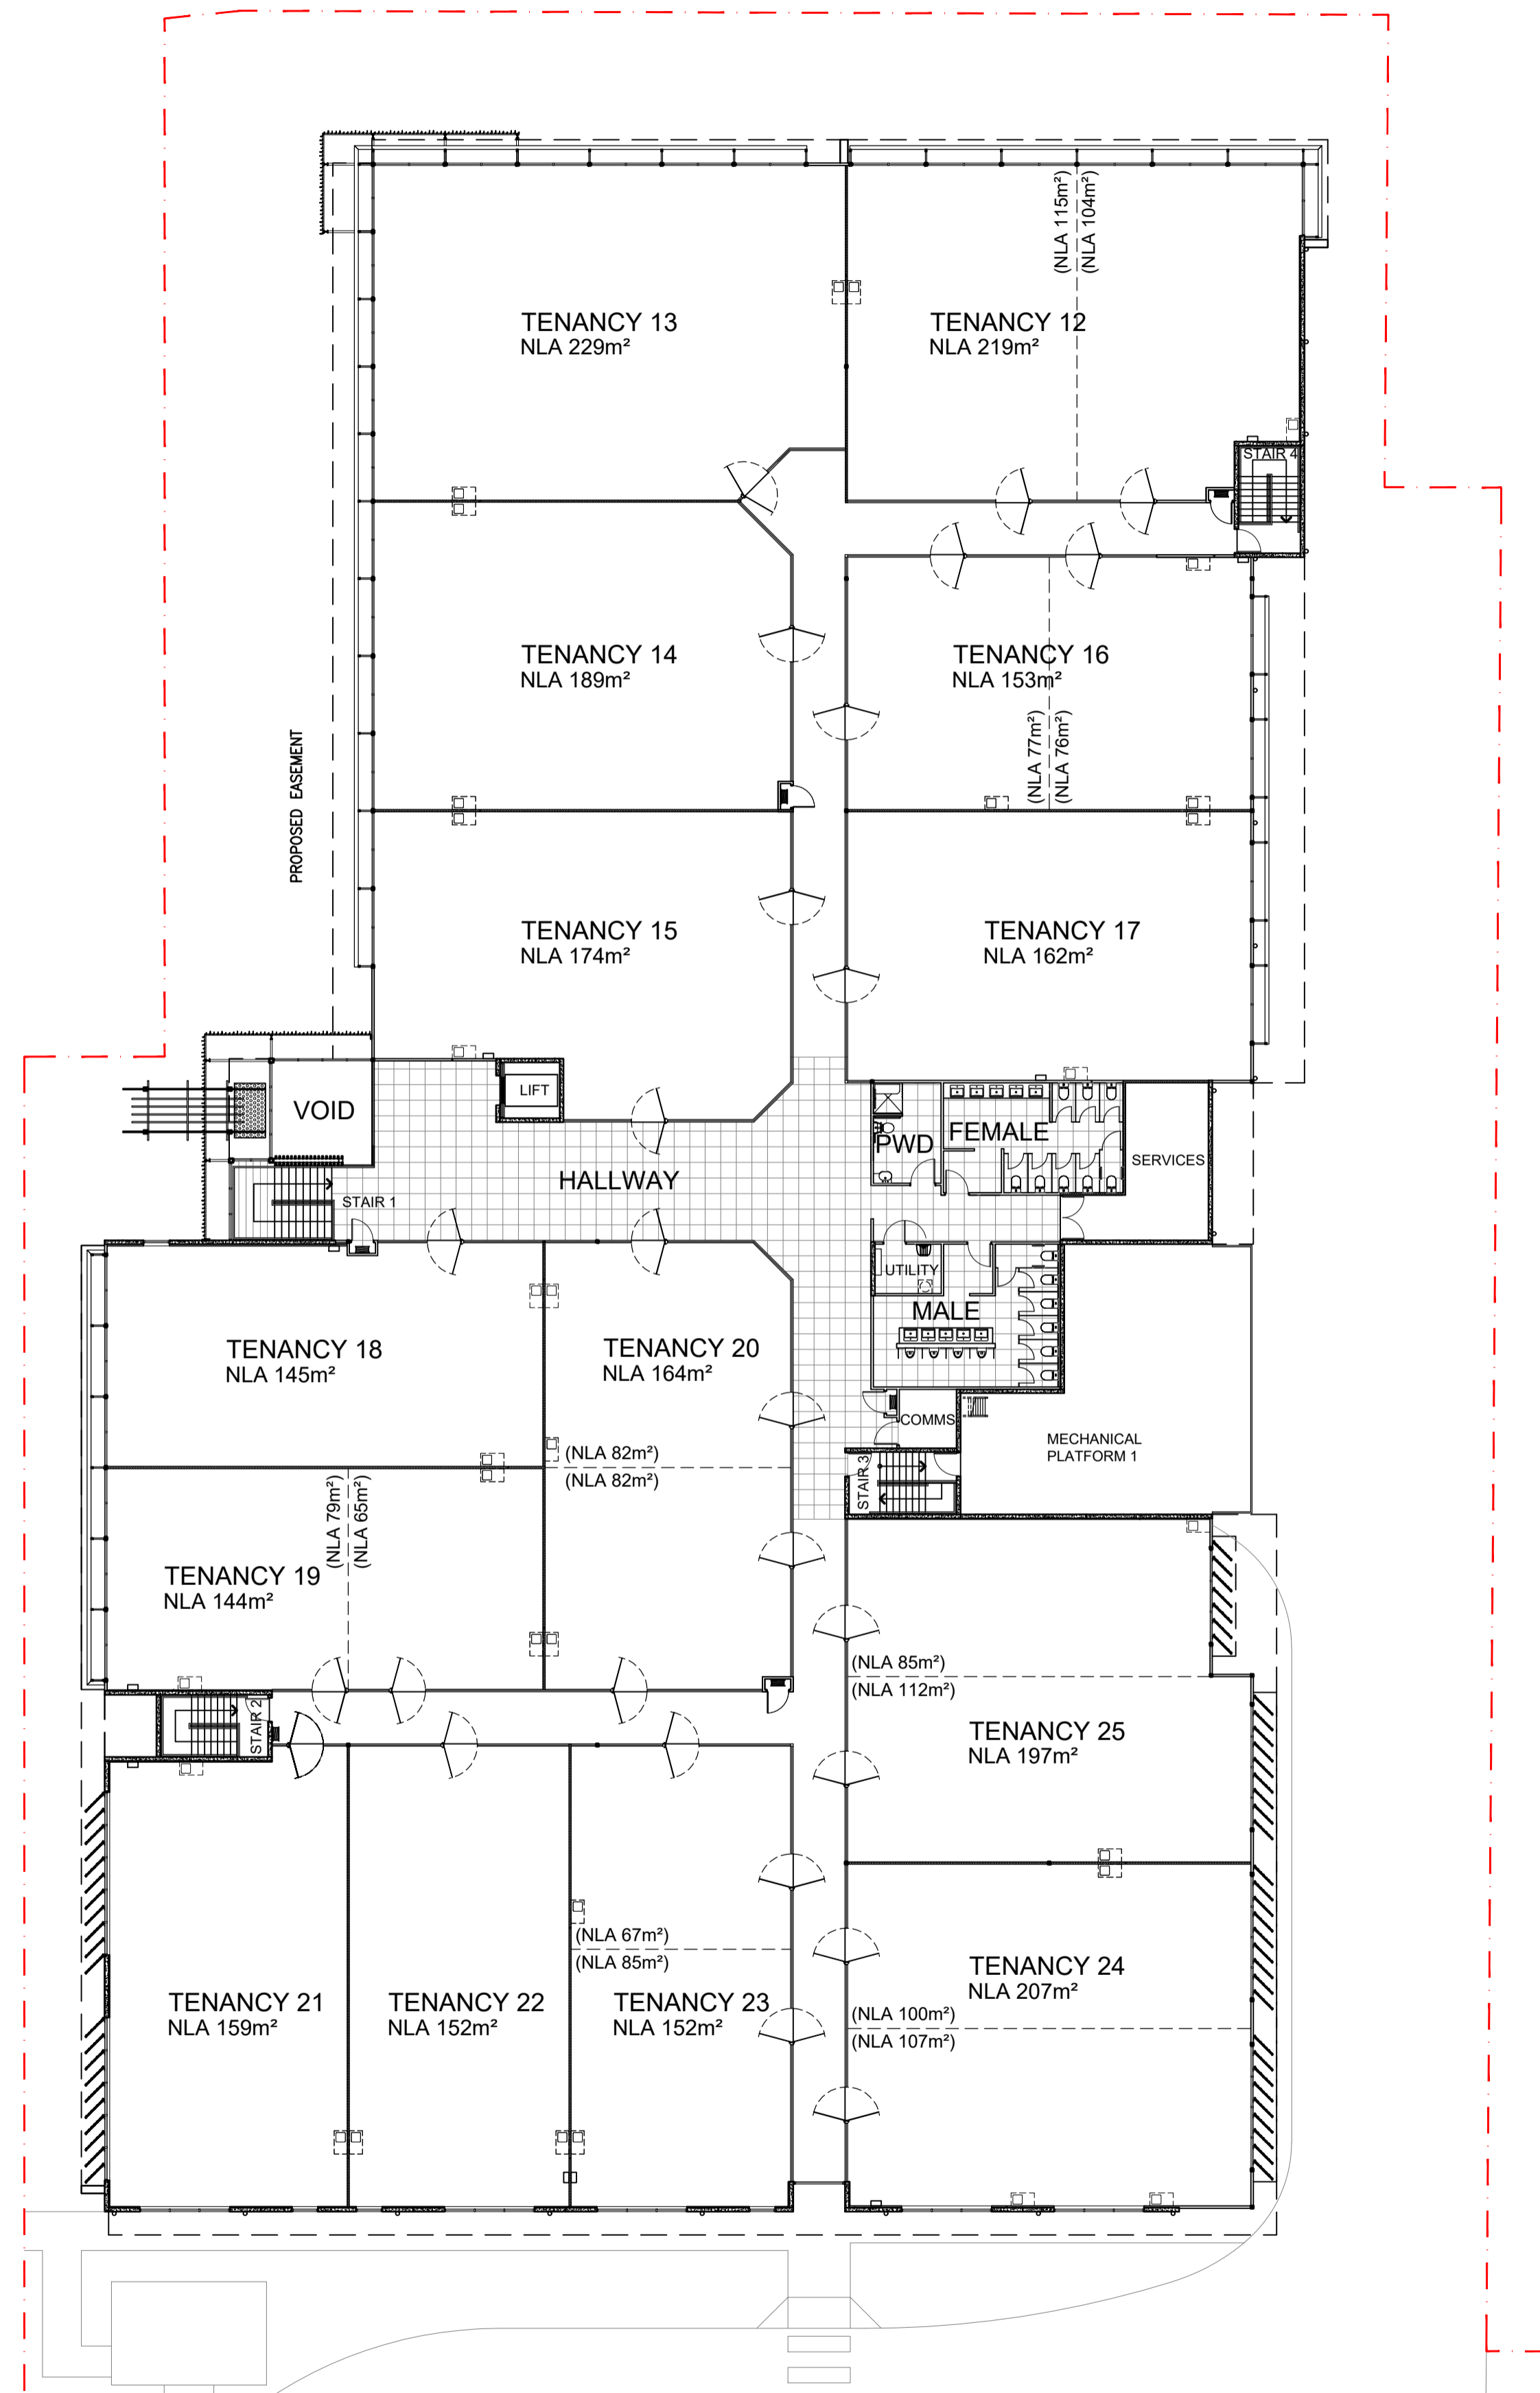 (NLA 115m²)
(NLA 104m²)
TENANCY 13
NLA 229m²
TENANCY 12
NLA 219m²
STAIR 4
TENANCY 14
NLA 189m²
TENANCY 16
NLA 153m²
(NLA 77m²)
(NLA 76m²)
PROPOSED EASEMENT
TENANCY 15
NLA 174m²
TENANCY 17
NLA 162m²
LIFT
VOID
PWD
FEMALE
SERVICES
HALLWAY
STAIR 1
UTILITY
MALE
TENANCY 18
NLA 145m²
TENANCY 20
NLA 164m²
COMMS
MECHANICAL
PLATFORM 1
(NLA 82m²)
(NLA 82m²)
STAIR 3
(NLA 79m²)
(NLA 65m²)
TENANCY 19
NLA 144m²
(NLA 85m²)
(NLA 112m²)
STAIR 2
TENANCY 25
NLA 197m²
(NLA 67m²)
(NLA 85m²)
TENANCY 24
NLA 207m²
TENANCY 21
NLA 159m²
TENANCY 22
NLA 152m²
TENANCY 23
NLA 152m²
(NLA 100m²)
(NLA 107m²)